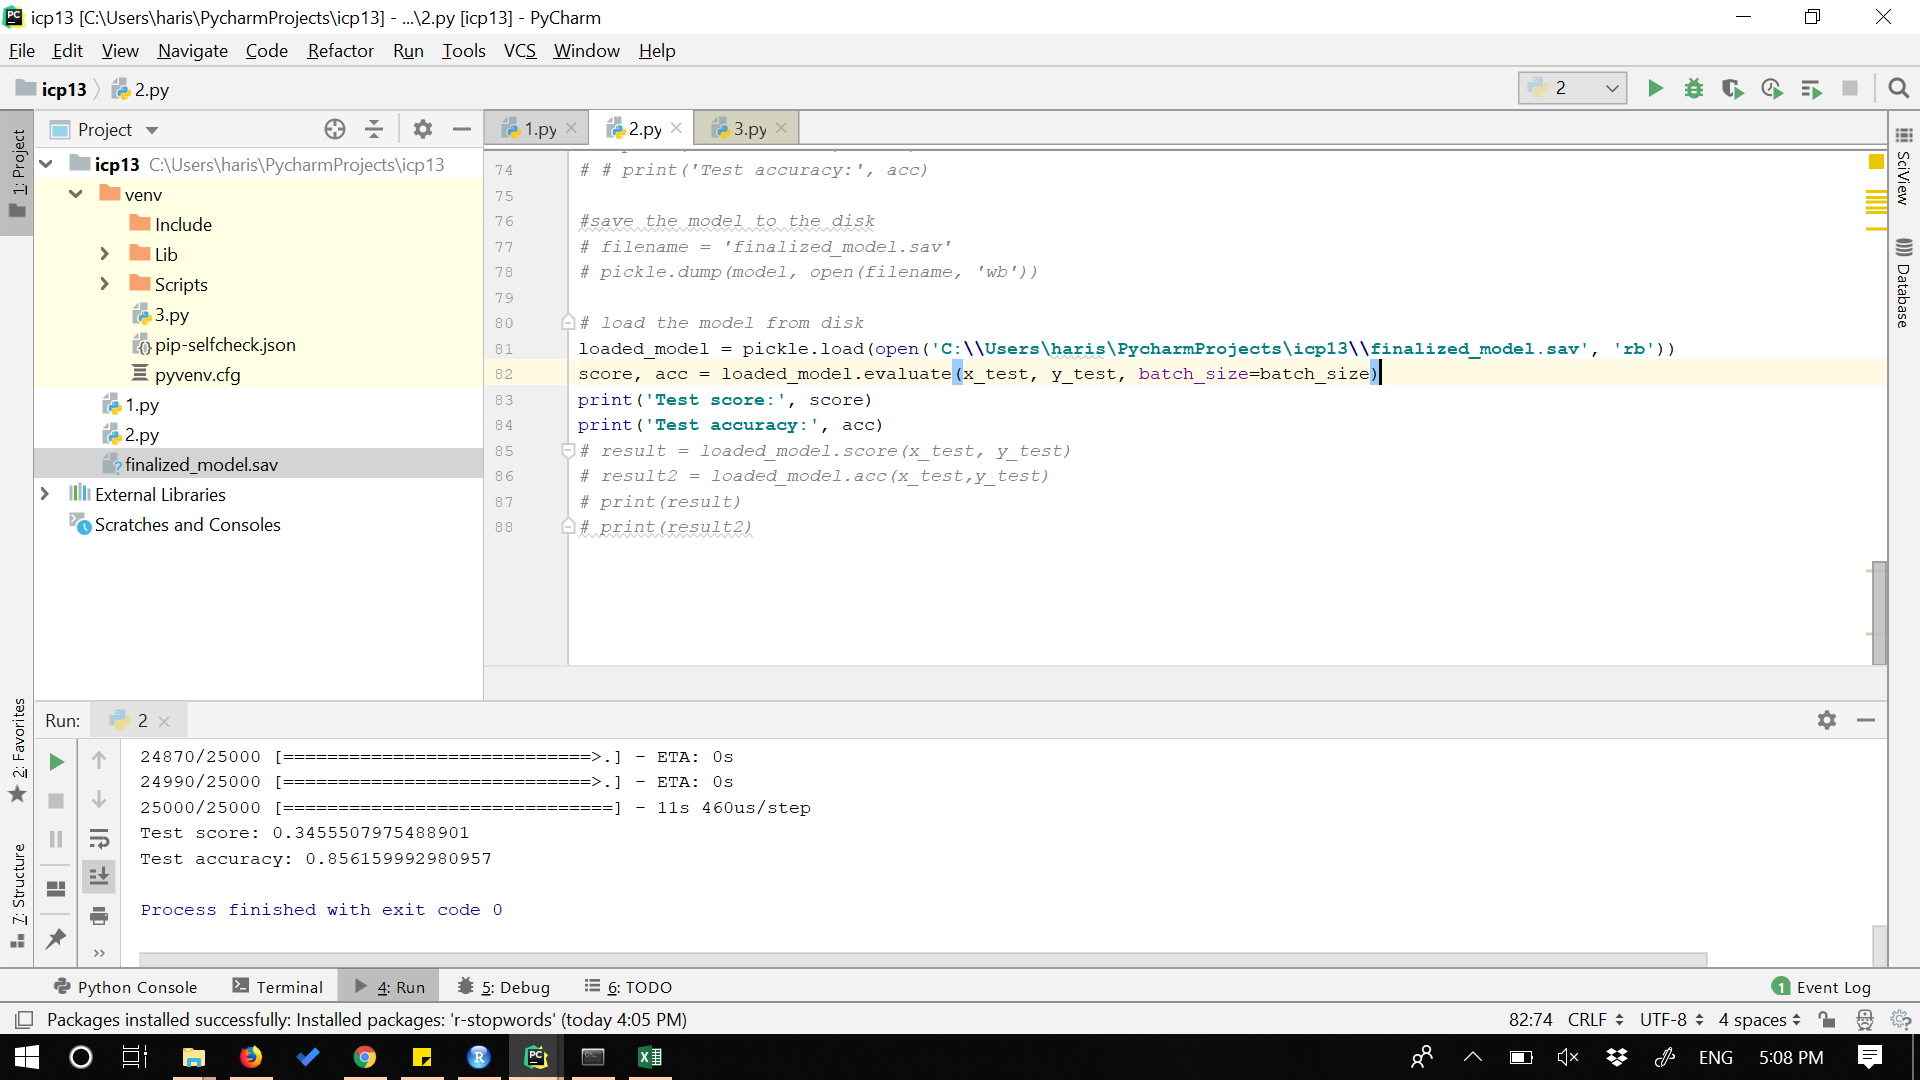 icp13 [C:\Users\haris\PycharmProjects\icp13] - ...\2.py [icp13] - PyCharm
File Edit View Navigate Code Refactor Run Tools VCS Window Help
icp13 2.py
2
Project
1.py 2.py 3.py
1: Project
icp13 C:\Users\haris\PycharmProjects\icp13
venv
Include
Lib
Scripts
3.py
pip-selfcheck.json
pyvenv.cfg
1.py
2.py
finalized_model.sav
External Libraries
Scratches and Consoles
74 # # print('Test accuracy:', acc)
75
76 #save the model to the disk
77 # filename = 'finalized_model.sav'
78 # pickle.dump(model, open(filename, 'wb'))
79
80 # load the model from disk
81 loaded_model = pickle.load(open('C:\\Users\haris\PycharmProjects\icp13\\finalized_model.sav', 'rb'))
82 score, acc = loaded_model.evaluate(x_test, y_test, batch_size=batch_size)
83 print('Test score:', score)
84 print('Test accuracy:', acc)
85 # result = loaded_model.score(x_test, y_test)
86 # result2 = loaded_model.acc(x_test,y_test)
87 # print(result)
88 # print(result2)
SciView
Database
2: Favorites
7: Structure
Run: 2
24870/25000 [============================>.] - ETA: 0s
24990/25000 [============================>.] - ETA: 0s
25000/25000 [==============================] - 11s 460us/step
Test score: 0.3455507975488901
Test accuracy: 0.856159992980957
Process finished with exit code 0
Python Console Terminal 4: Run 5: Debug 6: TODO 1 Event Log
Packages installed successfully: Installed packages: 'r-stopwords' (today 4:05 PM) 82:74 CRLF UTF-8 4 spaces
ENG 5:08 PM